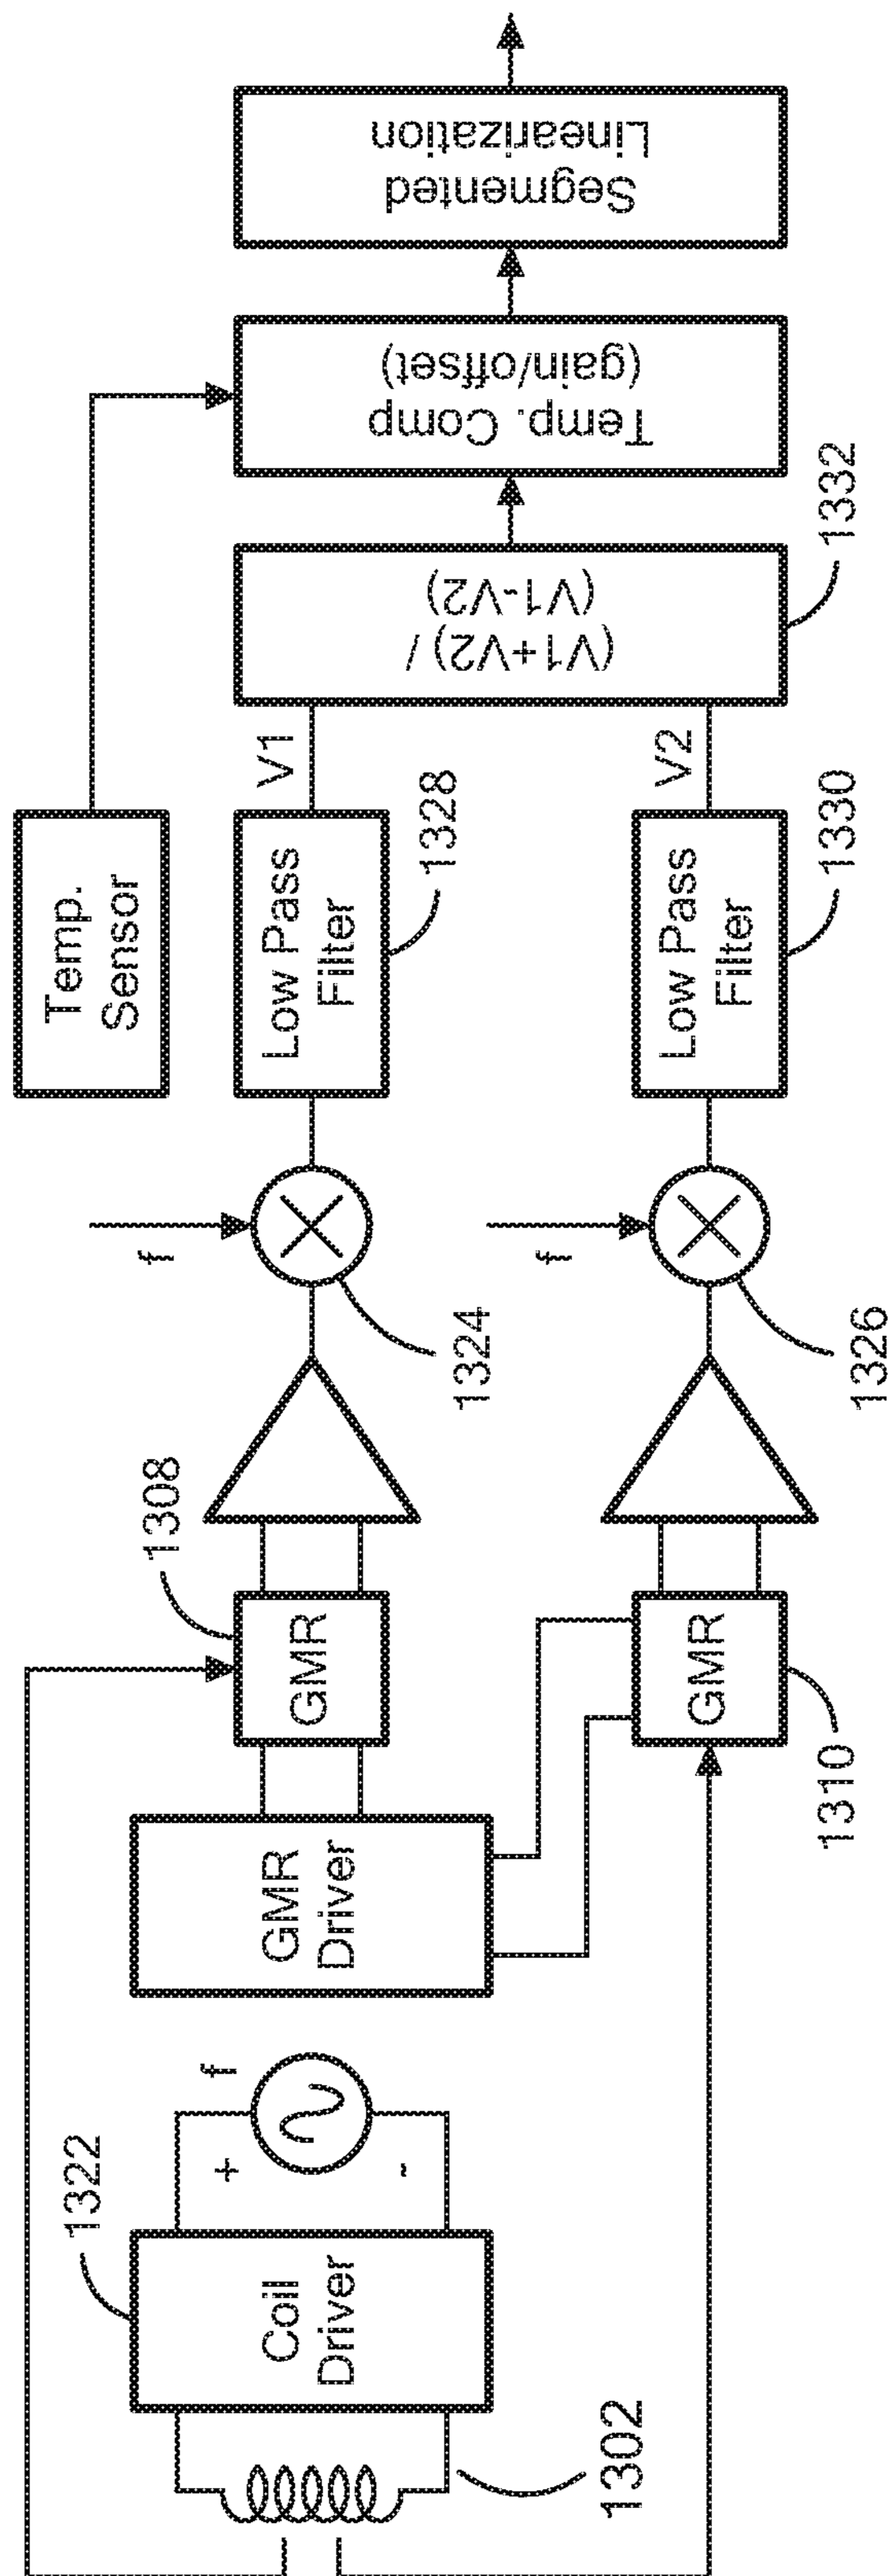 1322
Coil
Driver
1302
+
-
f
GMR
Driver
1308
GMR
GMR
1310
1324
f
1326
f
Temp.
Sensor
Low Pass
Filter
1328
Low Pass
Filter
1330
V1
V2
(V1+V2) /
(V1-V2)
1332
Temp. Comp
(gain/offset)
Segmented
Linearization